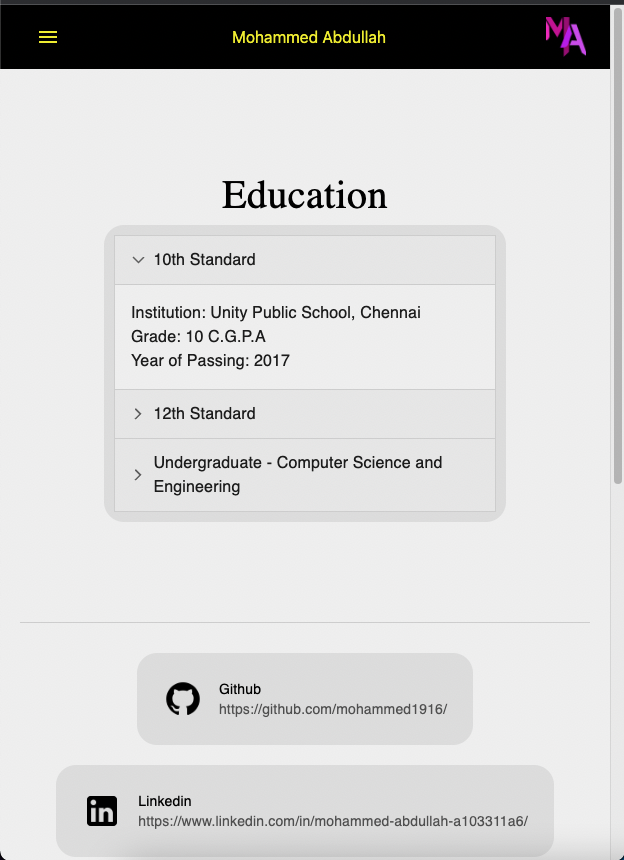 Mohammed Abdullah
MA
Education
10th Standard
Institution: Unity Public School, Chennai
Grade: 10 C.G.P.A
Year of Passing: 2017
12th Standard
Undergraduate - Computer Science and
Engineering
Github
https://github.com/mohammed1916/
in
Linkedin
https://www.linkedin.com/in/mohammed-abdullah-a103311a6/